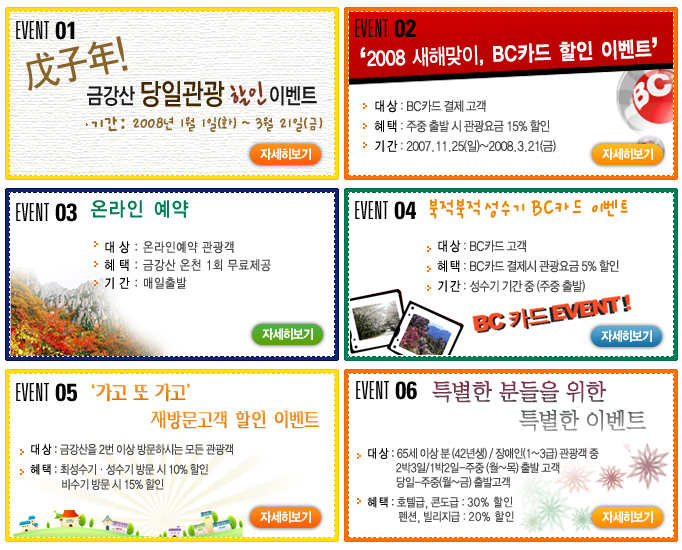 EVENT 01
戊子年!
금강산 당일관광 할인 이벤트
· 기간 : 2008년 1월 1일(화) ~ 3월 21일(금)
자세히보기
EVENT 02
'2008 새해맞이, BC카드 할인 이벤트'
BC
대상 : BC카드 결제 고객
혜택 : 주중 출발 시 관광요금 15% 할인
기간 : 2007.11.25(일)~2008.3.21(금)
자세히보기
EVENT 03 온라인 예약
대상 : 온라인예약 관광객
혜택 : 금강산 온천 1회 무료제공
기간 : 매일출발
자세히보기
EVENT 04 북적북적 성수기 BC카드 이벤트
대상 : BC카드 고객
혜택 : BC카드 결제시 관광요금 5% 할인
기간 : 성수기 기간 중 (주중 출발)
BC 카드 EVENT !
자세히보기
EVENT 05 '가고 또 가고'
재방문고객 할인 이벤트
대상 : 금강산을 2번 이상 방문하시는 모든 관광객
혜택 : 최성수기 · 성수기 방문 시 10% 할인
비수기 방문 시 15% 할인
자세히보기
EVENT 06 특별한 분들을 위한
특별한 이벤트
대상 : 65세 이상 분 (42년생) / 장애인(1~3급) 관광객 중
2박3일/1박2일-주중 (월~목) 출발 고객
당일-주중(월~금) 출발고객
혜택 : 호텔급, 콘도급 : 30% 할인
펜션, 빌리지급 : 20% 할인
자세히보기